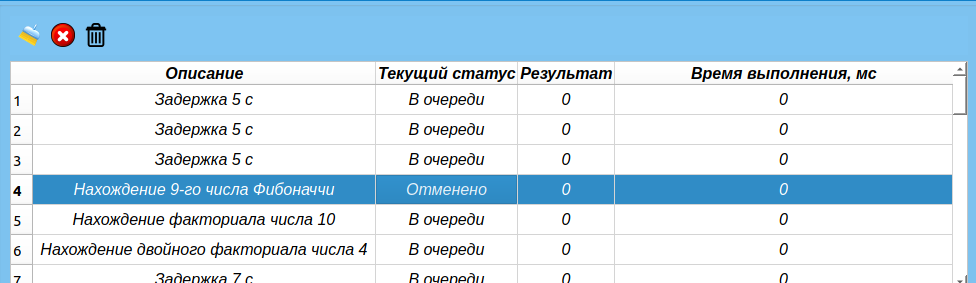 Описание Текущий статус Результат Время выполнения, мс
1 Задержка 5 с В очереди 0 0
2 Задержка 5 с В очереди 0 0
3 Задержка 5 с В очереди 0 0
4 Нахождение 9-го числа Фибоначчи Отменено 0 0
5 Нахождение факториала числа 10 В очереди 0 0
6 Нахождение двойного факториала числа 4 В очереди 0 0
7 Задержка 7 с В очереди 0 0